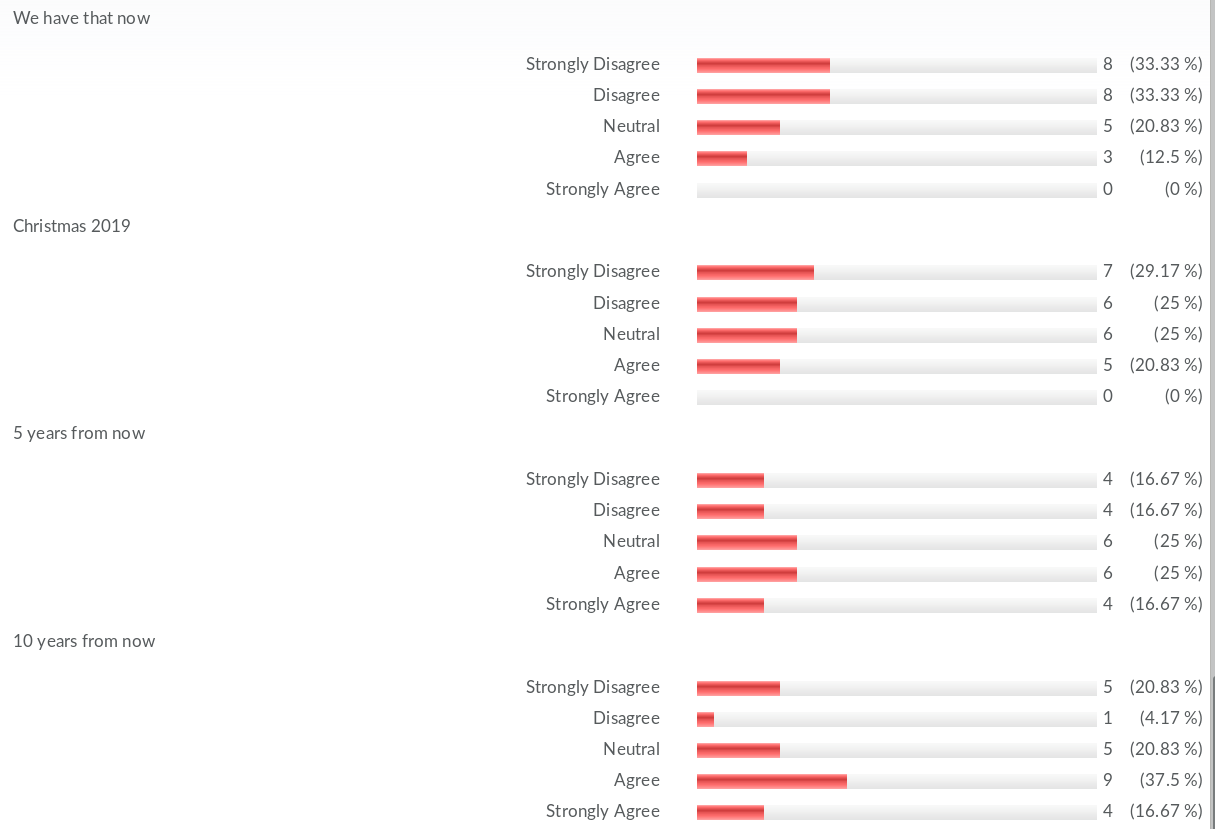 We have that now
Strongly Disagree 8 (33.33 %)
Disagree 8 (33.33 %)
Neutral 5 (20.83 %)
Agree 3 (12.5 %)
Strongly Agree 0 (0 %)
Christmas 2019
Strongly Disagree 7 (29.17 %)
Disagree 6 (25 %)
Neutral 6 (25 %)
Agree 5 (20.83 %)
Strongly Agree 0 (0 %)
5 years from now
Strongly Disagree 4 (16.67 %)
Disagree 4 (16.67 %)
Neutral 6 (25 %)
Agree 6 (25 %)
Strongly Agree 4 (16.67 %)
10 years from now
Strongly Disagree 5 (20.83 %)
Disagree 1 (4.17 %)
Neutral 5 (20.83 %)
Agree 9 (37.5 %)
Strongly Agree 4 (16.67 %)